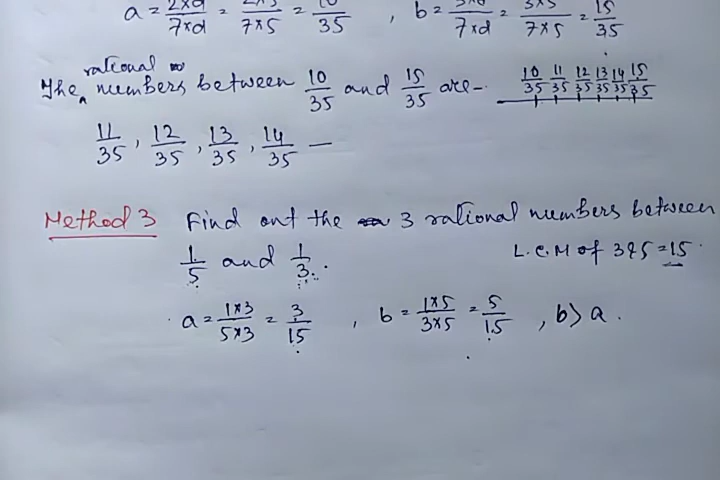 a = 2×d / 7×d = 2×5 / 7×5 = 10/35 , b = 3×d / 7×d = 3×5 / 7×5 = 15/35
The rational numbers between 10/35 and 15/35 are - 10/35 11/35 12/35 13/35 14/35 15/35
11/35 , 12/35 , 13/35 , 14/35 —
Method 3 Find out the 3 rational numbers between
1/5 and 1/3 . L.C.M of 3&5 = 15
a = 1×3 / 5×3 = 3/15 , b = 1×5 / 3×5 = 5/15 , b > a .